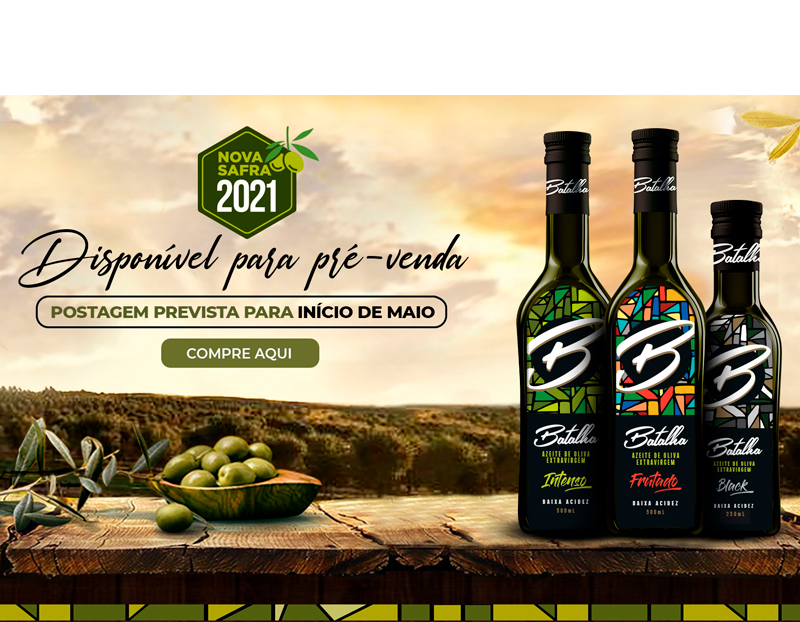 NOVA
SAFRA
2021
Disponível para pré-venda
POSTAGEM PREVISTA PARA INÍCIO DE MAIO
COMPRE AQUI
Batalha
B
Batalha
AZEITE DE OLIVA
EXTRAVIRGEM
Intenso
BAIXA ACIDEZ
500mL
Batalha
B
Batalha
AZEITE DE OLIVA
EXTRAVIRGEM
Frutado
BAIXA ACIDEZ
500mL
Batalha
B
Batalha
AZEITE DE OLIVA
EXTRAVIRGEM
Black
BAIXA ACIDEZ
250mL